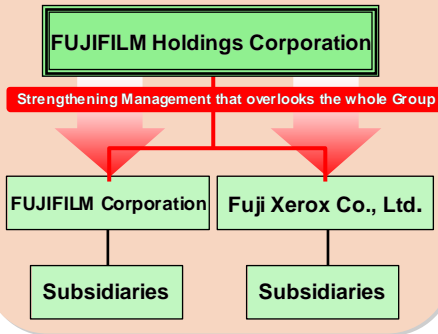 FUJIFILM Holdings Corporation
Strengthening Management that overlooks the whole Group
FUJIFILM Corporation
Fuji Xerox Co., Ltd.
Subsidiaries
Subsidiaries